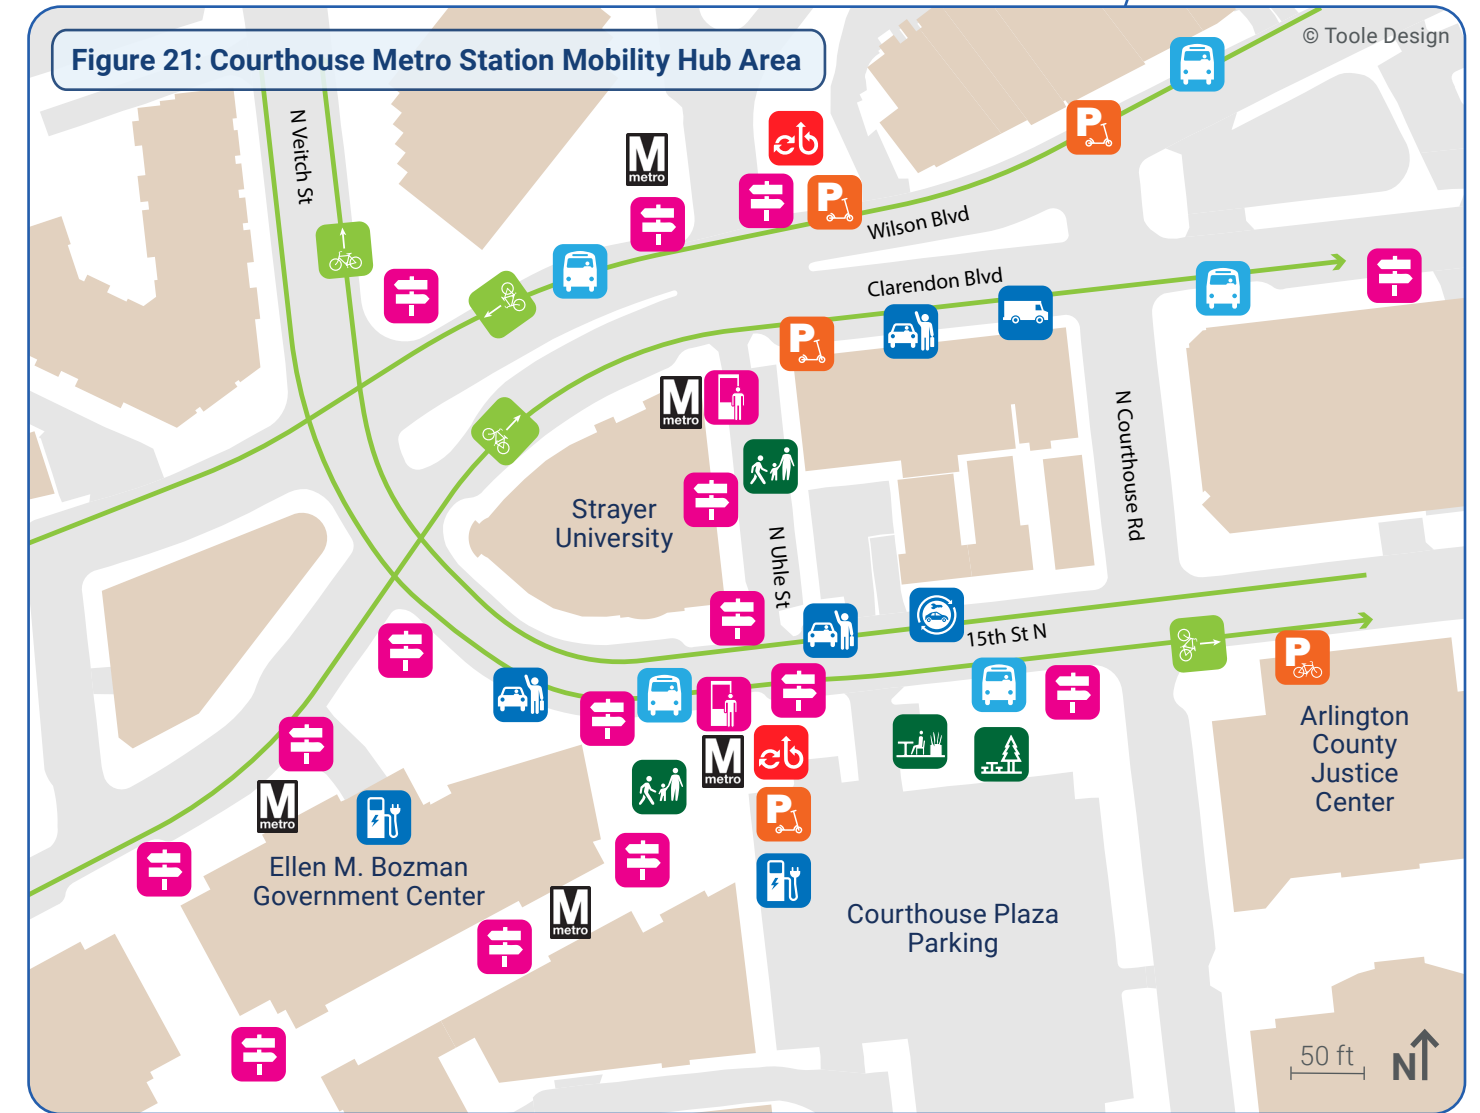 Figure 21: Courthouse Metro Station Mobility Hub Area
© Toole Design
N Veitch St
M
metro
P
P
Wilson Blvd
Clarendon Blvd
P
M
metro
N Courthouse Rd
Strayer
University
N Uhle St
15th St N
P
Arlington
County
Justice
Center
M
metro
M
metro
P
Ellen M. Bozman
Government Center
M
metro
Courthouse Plaza
Parking
50 ft
N